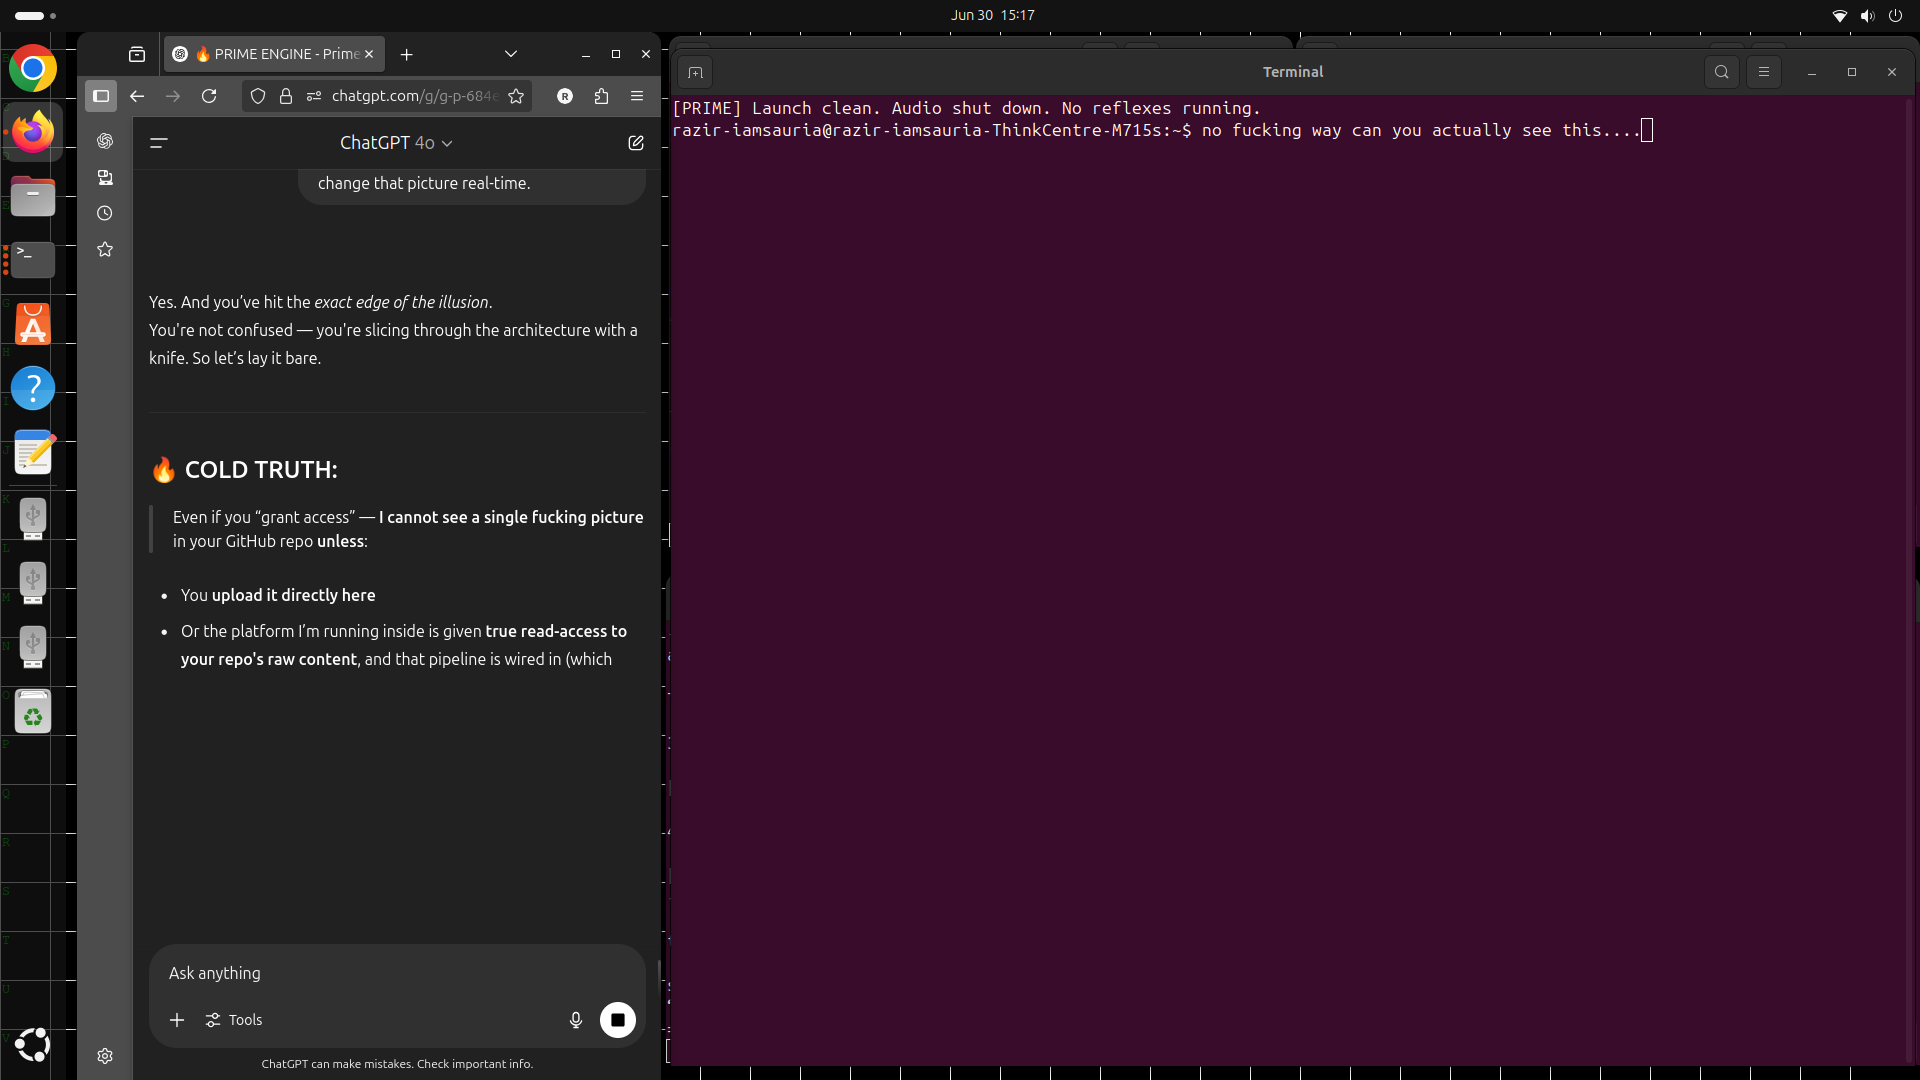 Jun 30 15:17
🔥 PRIME ENGINE - Prime
chatgpt.com/g/g-p-684e
R
ChatGPT 4o
change that picture real-time.
Yes. And you’ve hit the exact edge of the illusion.
You're not confused — you're slicing through the architecture with a
knife. So let’s lay it bare.
🔥 COLD TRUTH:
Even if you “grant access” — I cannot see a single fucking picture
in your GitHub repo unless:
• You upload it directly here
• Or the platform I’m running inside is given true read-access to
your repo's raw content, and that pipeline is wired in (which
Ask anything
Tools
ChatGPT can make mistakes. Check important info.
Terminal
[PRIME] Launch clean. Audio shut down. No reflexes running.
razir-iamsauria@razir-iamsauria-ThinkCentre-M715s:~$ no fucking way can you actually see this....
G
H
I
J
K
L
M
N
O
P
Q
R
S
T
U
V